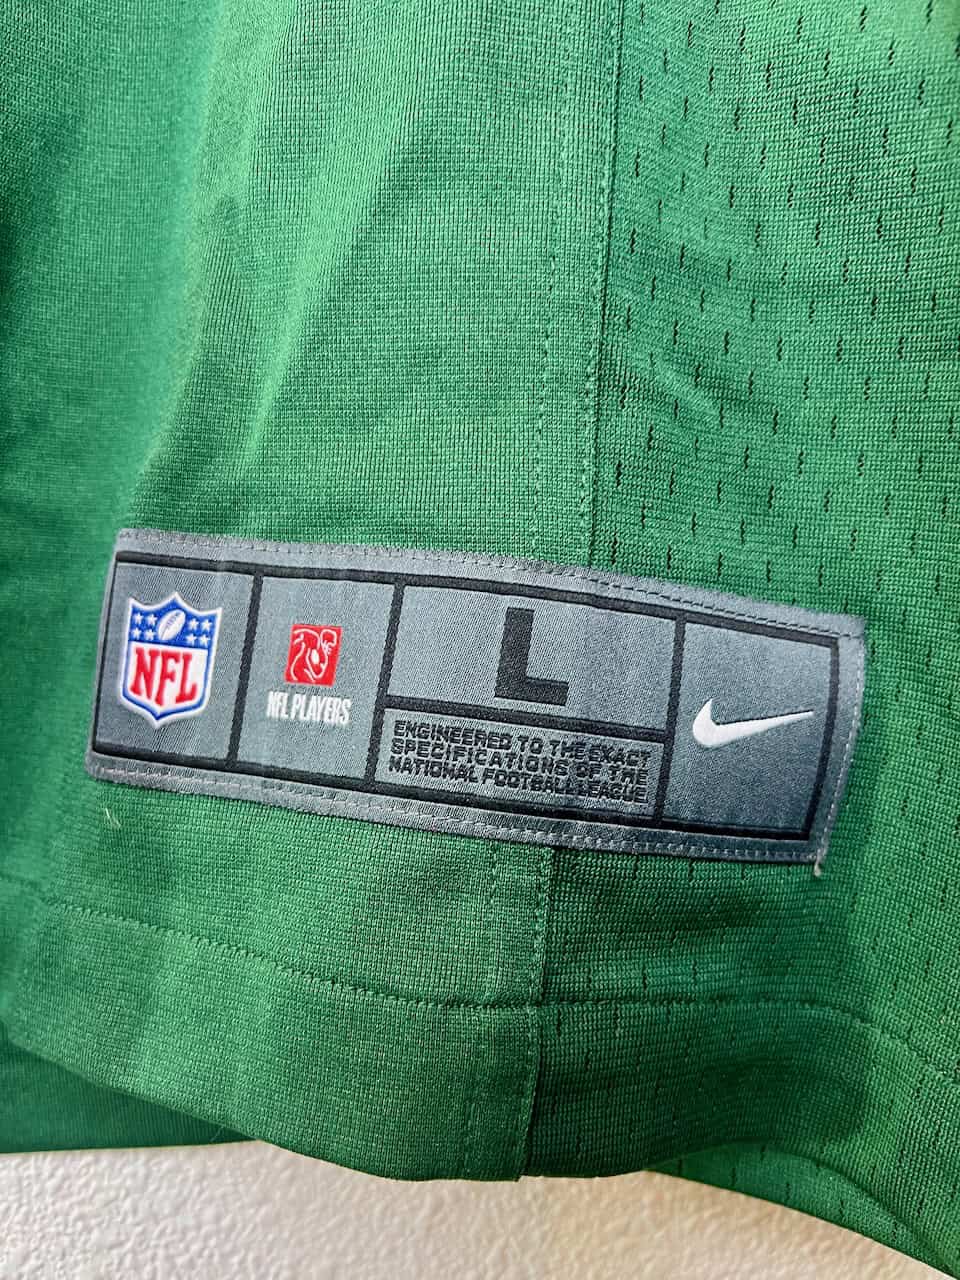 NFL
NFL PLAYERS
L
ENGINEERED TO THE EXACT
SPECIFICATIONS OF THE
NATIONAL FOOTBALL LEAGUE